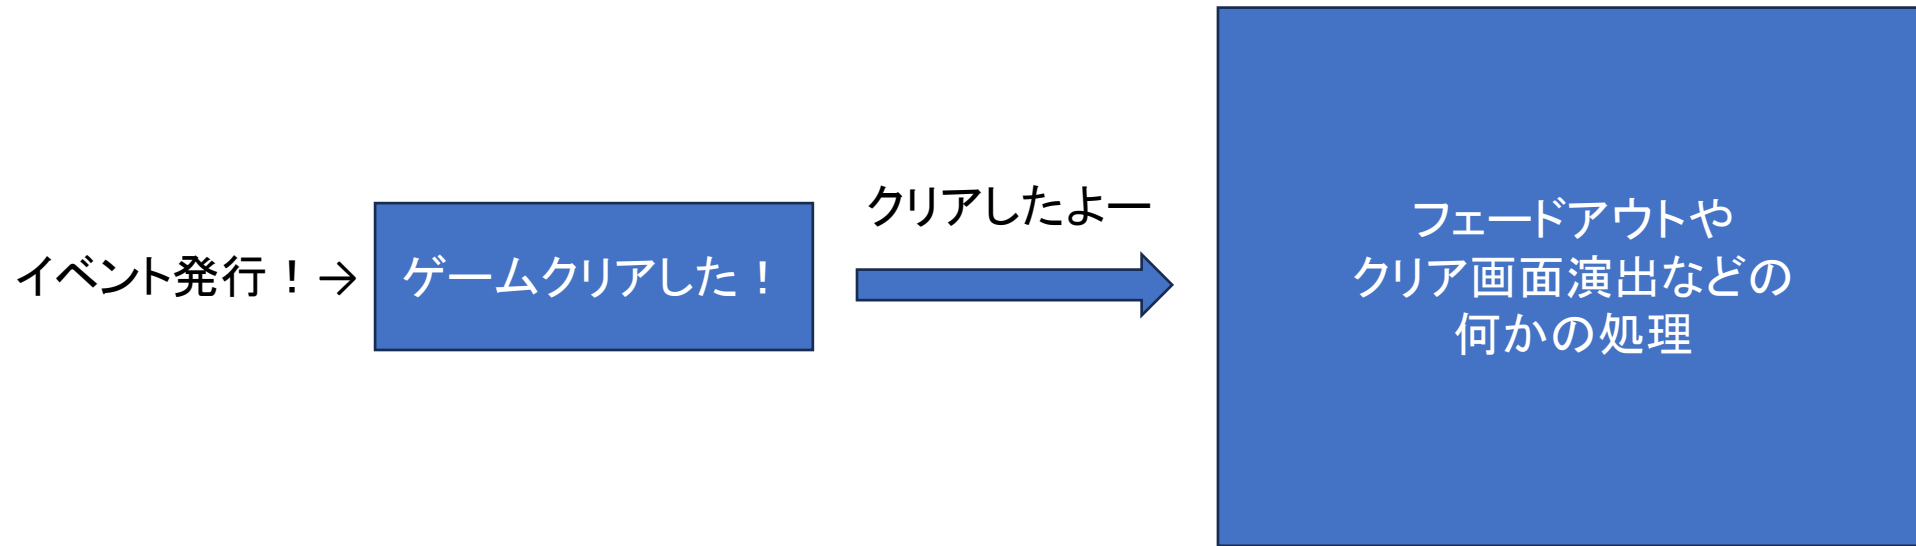 イベント発行！→
ゲームクリアした！
クリアしたよー
フェードアウトや
クリア画面演出などの
何かの処理